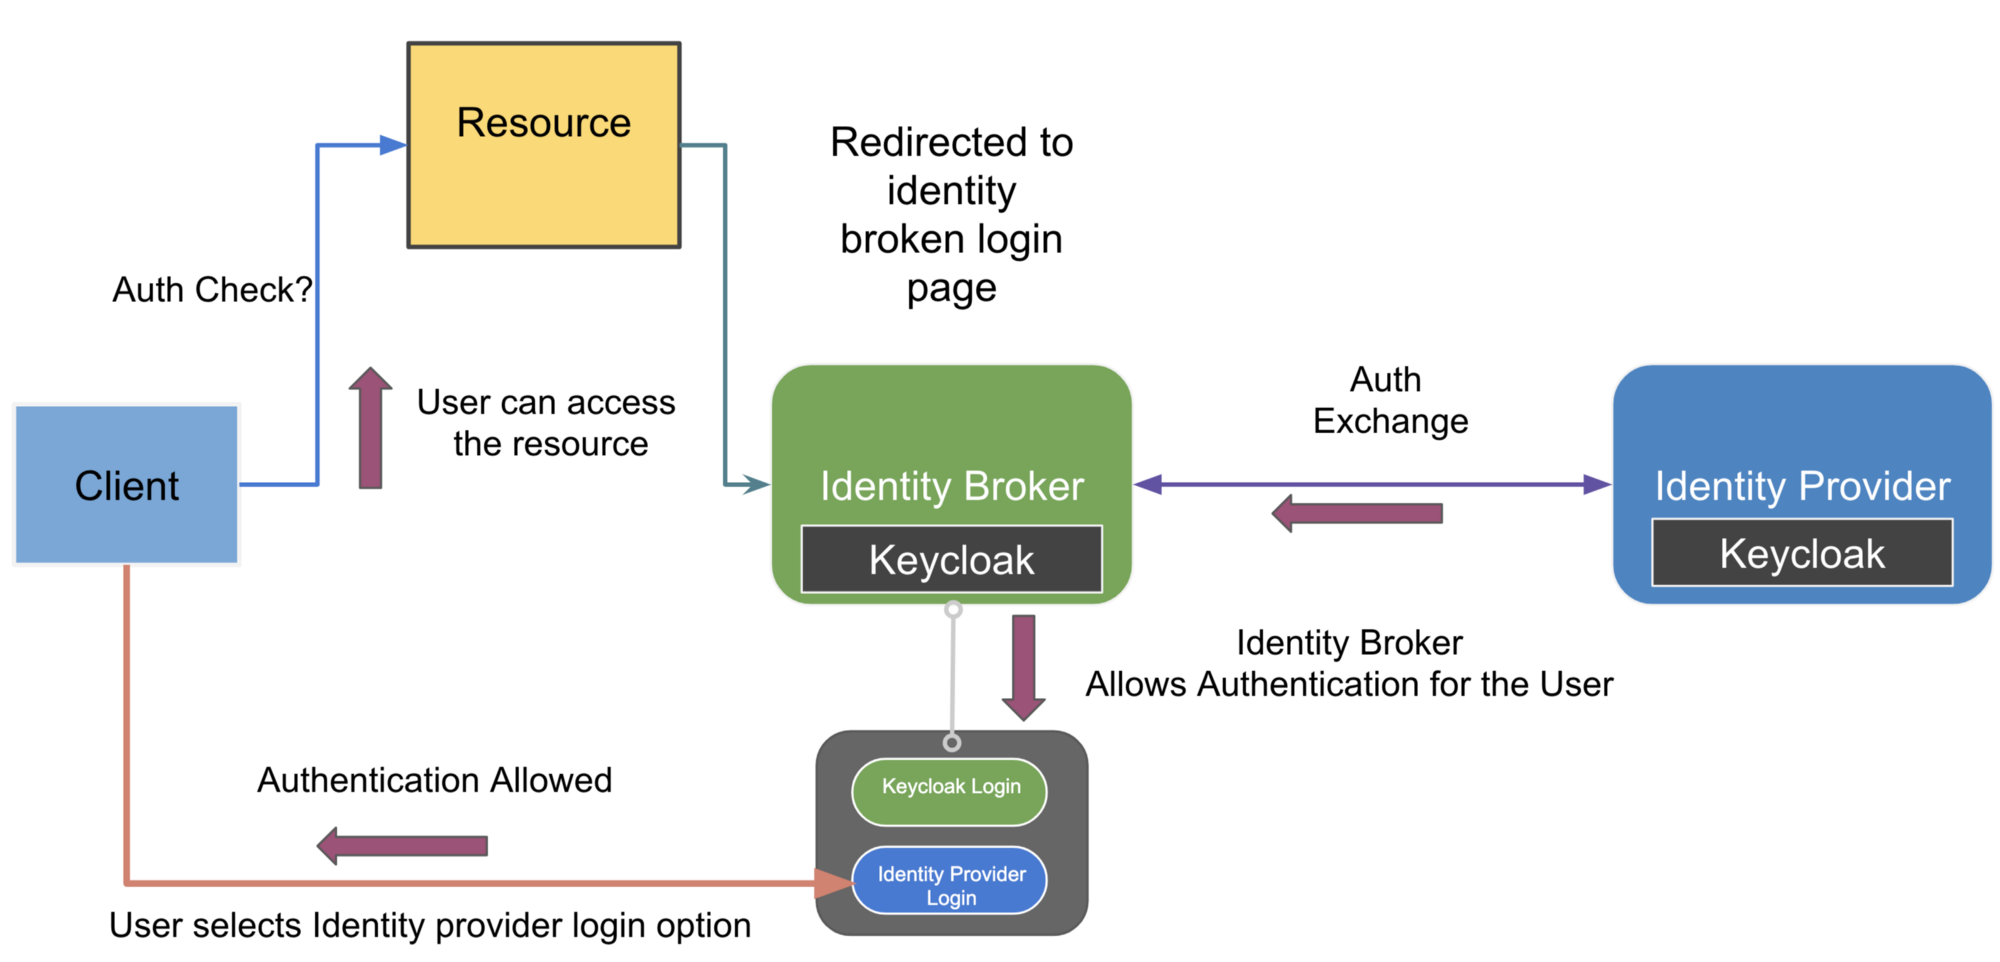 Resource
Redirected to
identity
broken login
page
Auth Check?
User can access
the resource
Client
Identity Broker
Keycloak
Auth
Exchange
Identity Provider
Keycloak
Identity Broker
Allows Authentication for the User
Authentication Allowed
Keycloak Login
Identity Provider
Login
User selects Identity provider login option